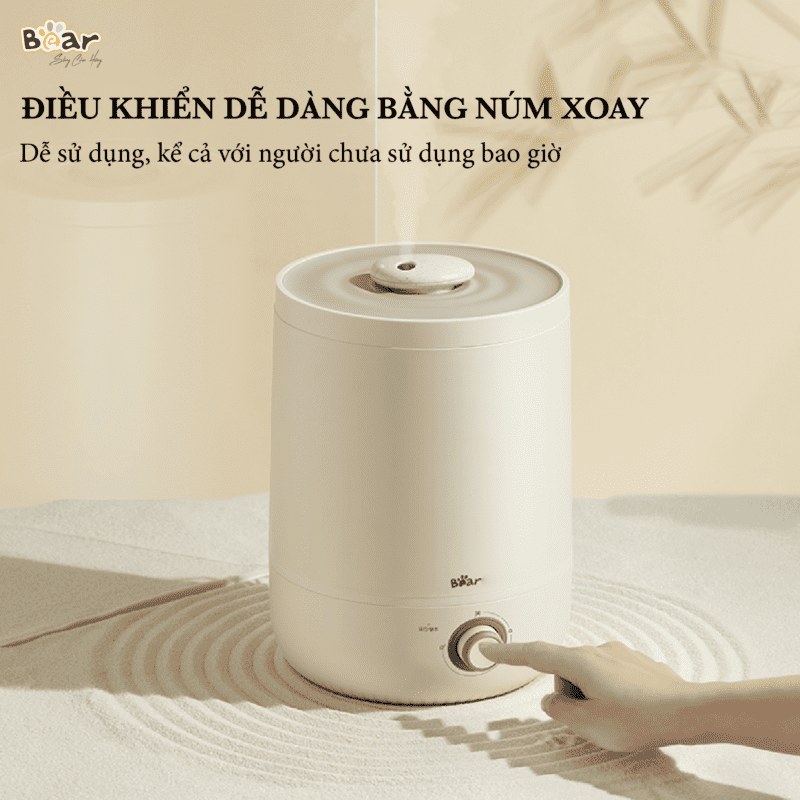 Bear
ĐIỀU KHIỂN DỄ DÀNG BẰNG NÚM XOAY
Dễ sử dụng, kể cả với người chưa sử dụng bao giờ
Bear